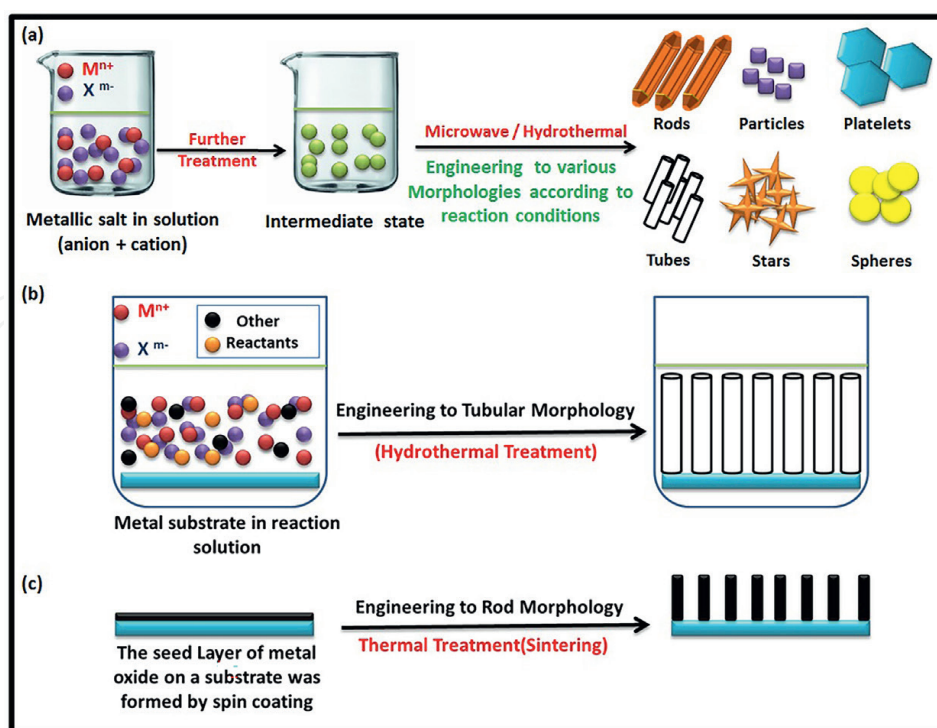 (a)
Mⁿ⁺
X ᵐ⁻
Further
Treatment
Metallic salt in solution
(anion + cation)
Intermediate state
Microwave / Hydrothermal
Engineering to various
Morphologies according to
reaction conditions
Rods
Particles
Platelets
Tubes
Stars
Spheres
(b)
Mⁿ⁺
X ᵐ⁻
Other
Reactants
Engineering to Tubular Morphology
(Hydrothermal Treatment)
Metal substrate in reaction
solution
(c)
Engineering to Rod Morphology
Thermal Treatment(Sintering)
The seed Layer of metal
oxide on a substrate was
formed by spin coating